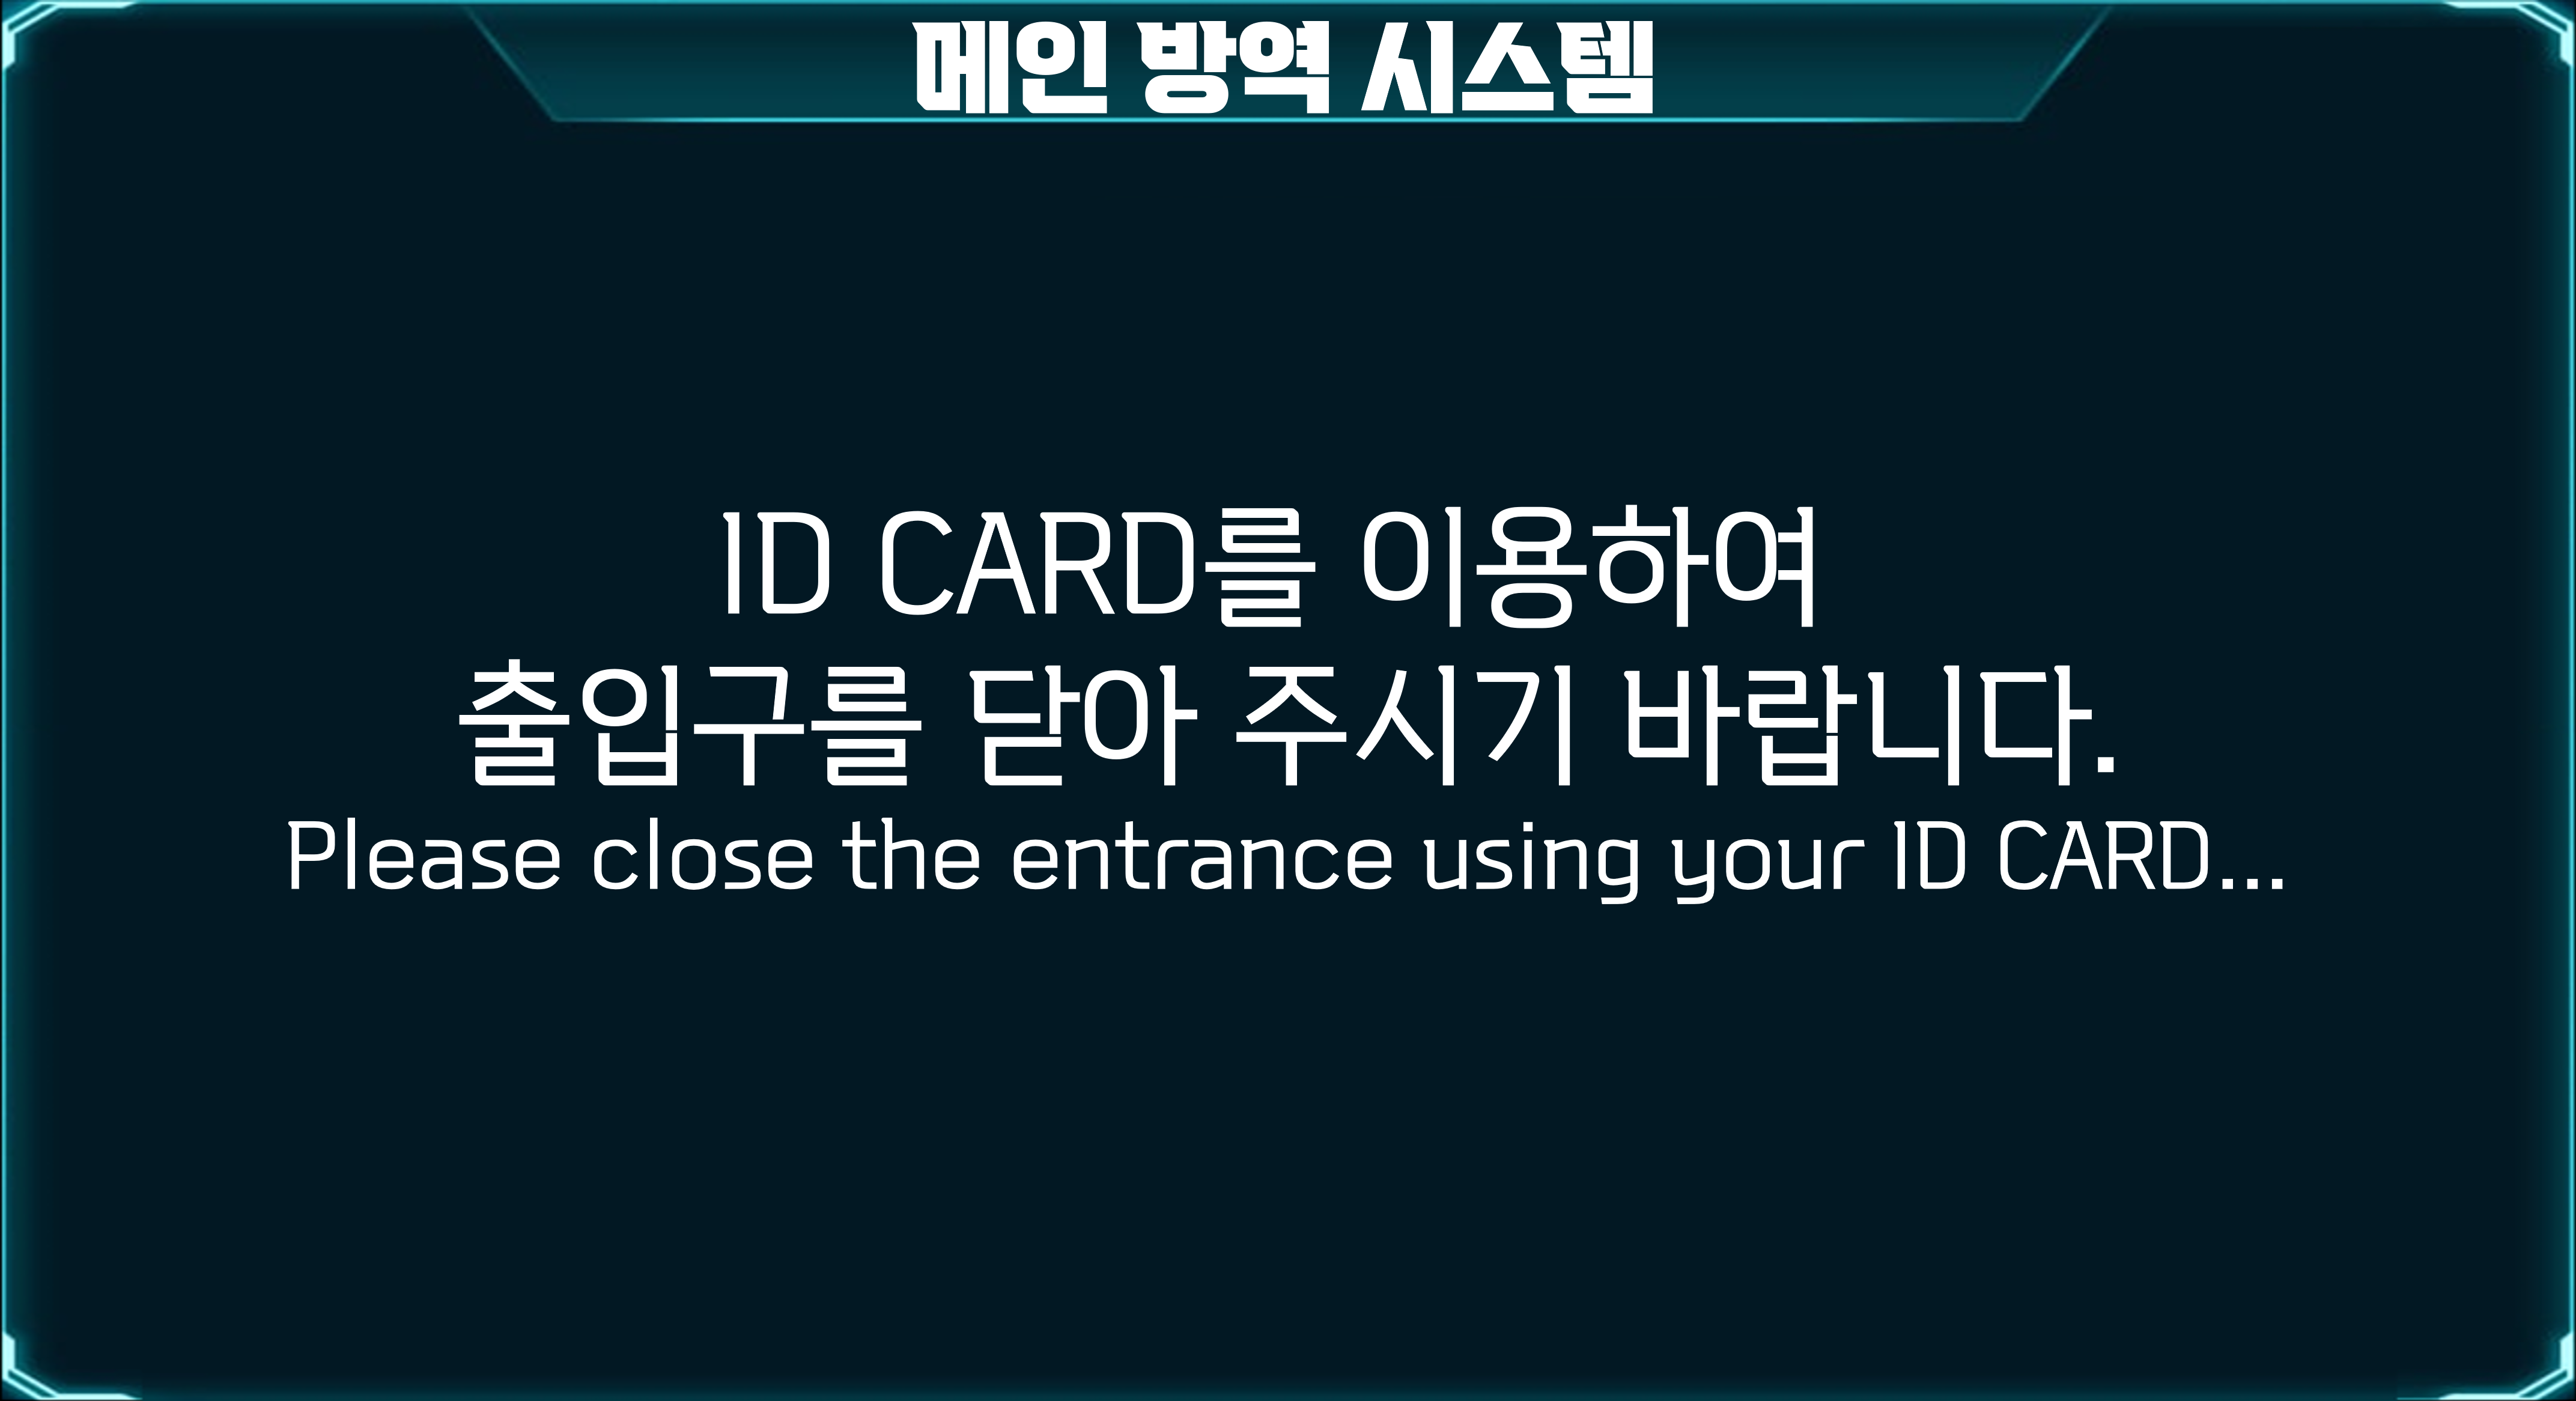 메인 방역 시스템
ID CARD를 이용하여
출입구를 닫아 주시기 바랍니다.
Please close the entrance using your ID CARD...